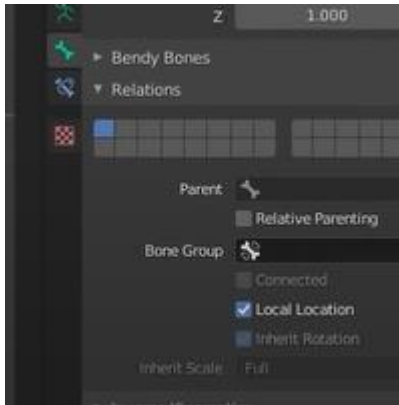 Z 1.000
Bendy Bones
Relations
Parent
Relative Parenting
Bone Group
Connected
Local Location
Inherit Rotation
Inherit Scale Full